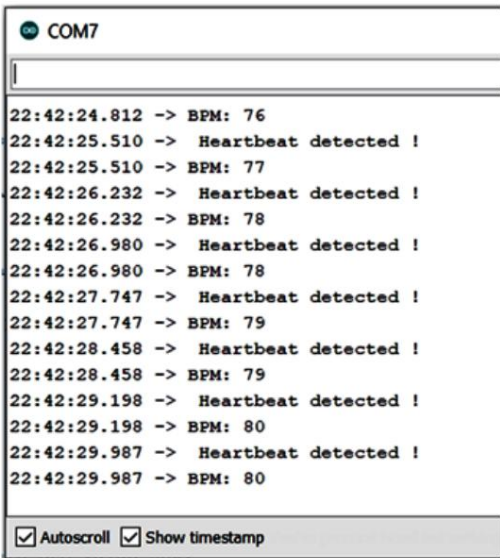 COM7
22:42:24.812 -> BPM: 76
22:42:25.510 ->  Heartbeat detected !
22:42:25.510 -> BPM: 77
22:42:26.232 ->  Heartbeat detected !
22:42:26.232 -> BPM: 78
22:42:26.980 ->  Heartbeat detected !
22:42:26.980 -> BPM: 78
22:42:27.747 ->  Heartbeat detected !
22:42:27.747 -> BPM: 79
22:42:28.458 ->  Heartbeat detected !
22:42:28.458 -> BPM: 79
22:42:29.198 ->  Heartbeat detected !
22:42:29.198 -> BPM: 80
22:42:29.987 ->  Heartbeat detected !
22:42:29.987 -> BPM: 80
Autoscroll Show timestamp